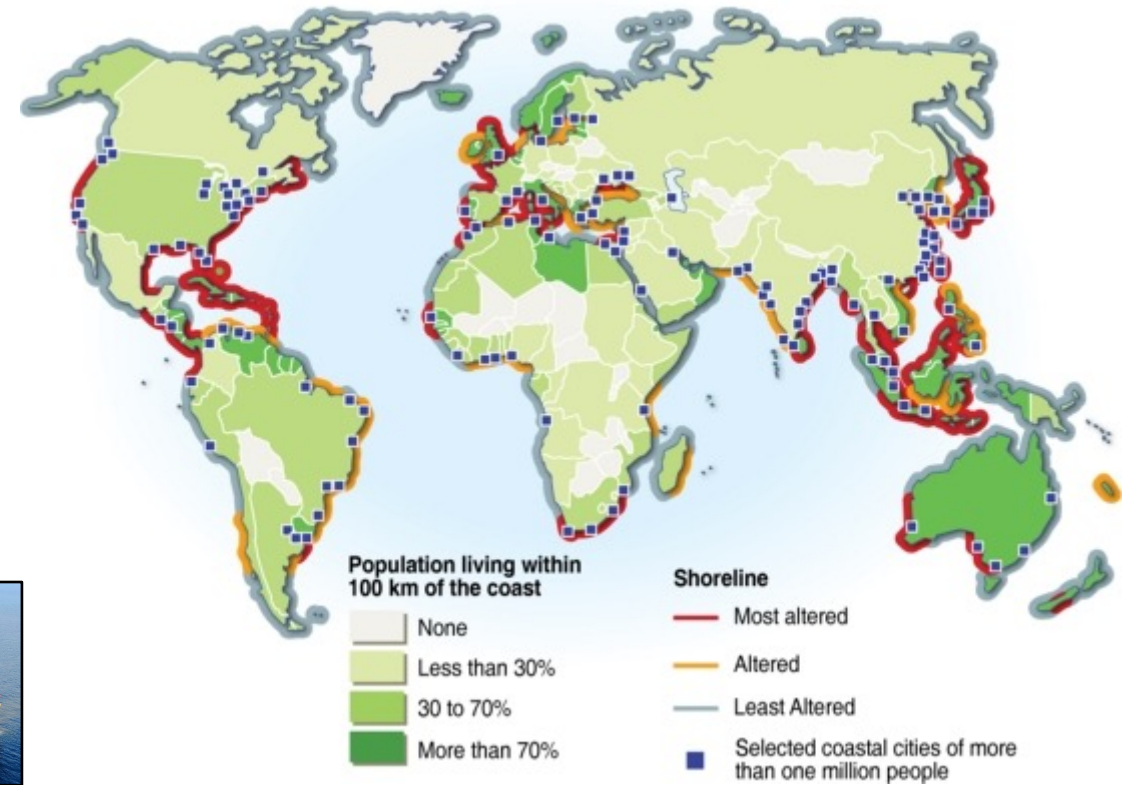 Population living within
100 km of the coast
None
Less than 30%
30 to 70%
More than 70%
Shoreline
Most altered
Altered
Least Altered
Selected coastal cities of more
than one million people